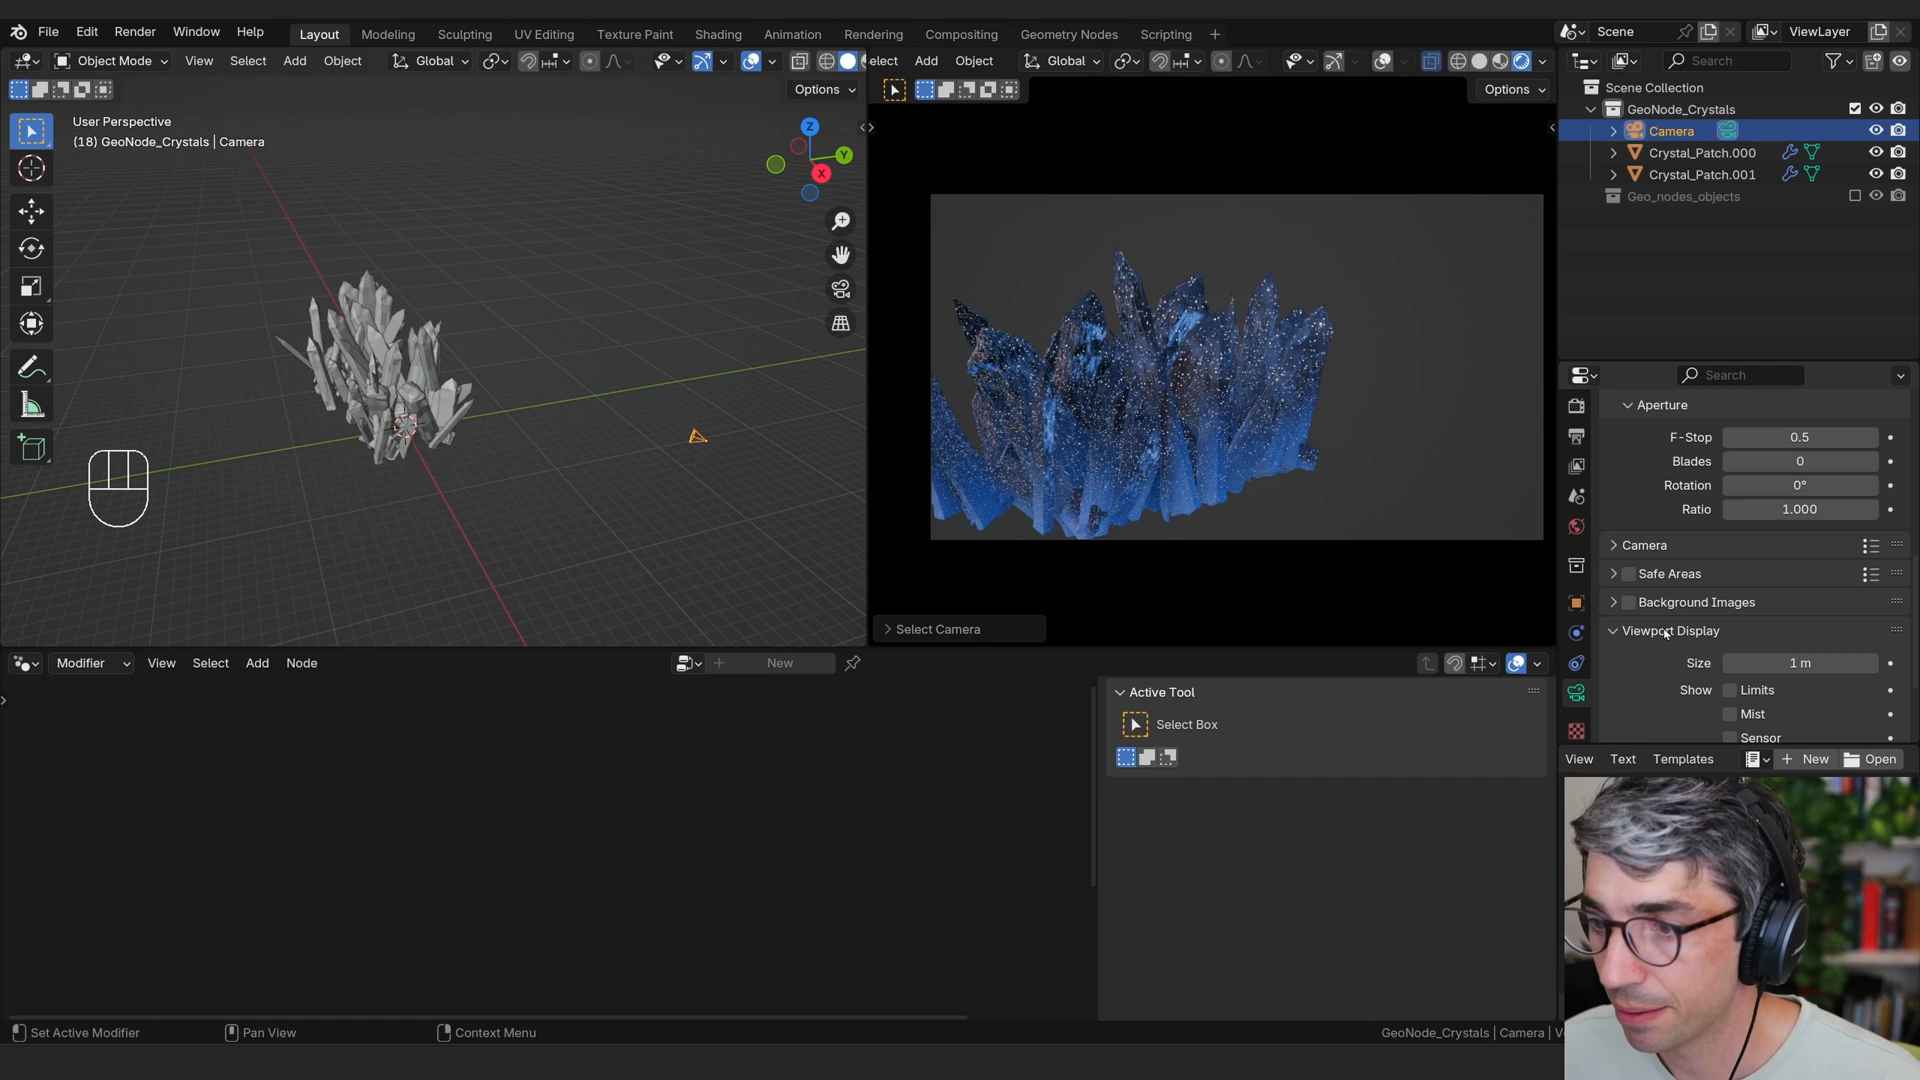 File Edit Render Window Help Layout Modeling Sculpting UV Editing Texture Paint Shading Animation Rendering Compositing Geometry Nodes Scripting + Scene ViewLayer
Object Mode View Select Add Object Global
elect Add Object Global
Search
Options
Options
User Perspective
(18) GeoNode_Crystals | Camera
Z
Y
X
Scene Collection
GeoNode_Crystals
Camera
Crystal_Patch.000
Crystal_Patch.001
Geo_nodes_objects
Search
Aperture
F-Stop 0.5
Blades 0
Rotation 0°
Ratio 1.000
Camera
Safe Areas
Background Images
Viewport Display
Size 1 m
Show Limits
Mist
Sensor
Select Camera
Modifier View Select Add Node New
Active Tool
Select Box
View Text Templates New Open
Set Active Modifier Pan View Context Menu
GeoNode_Crystals | Camera | V